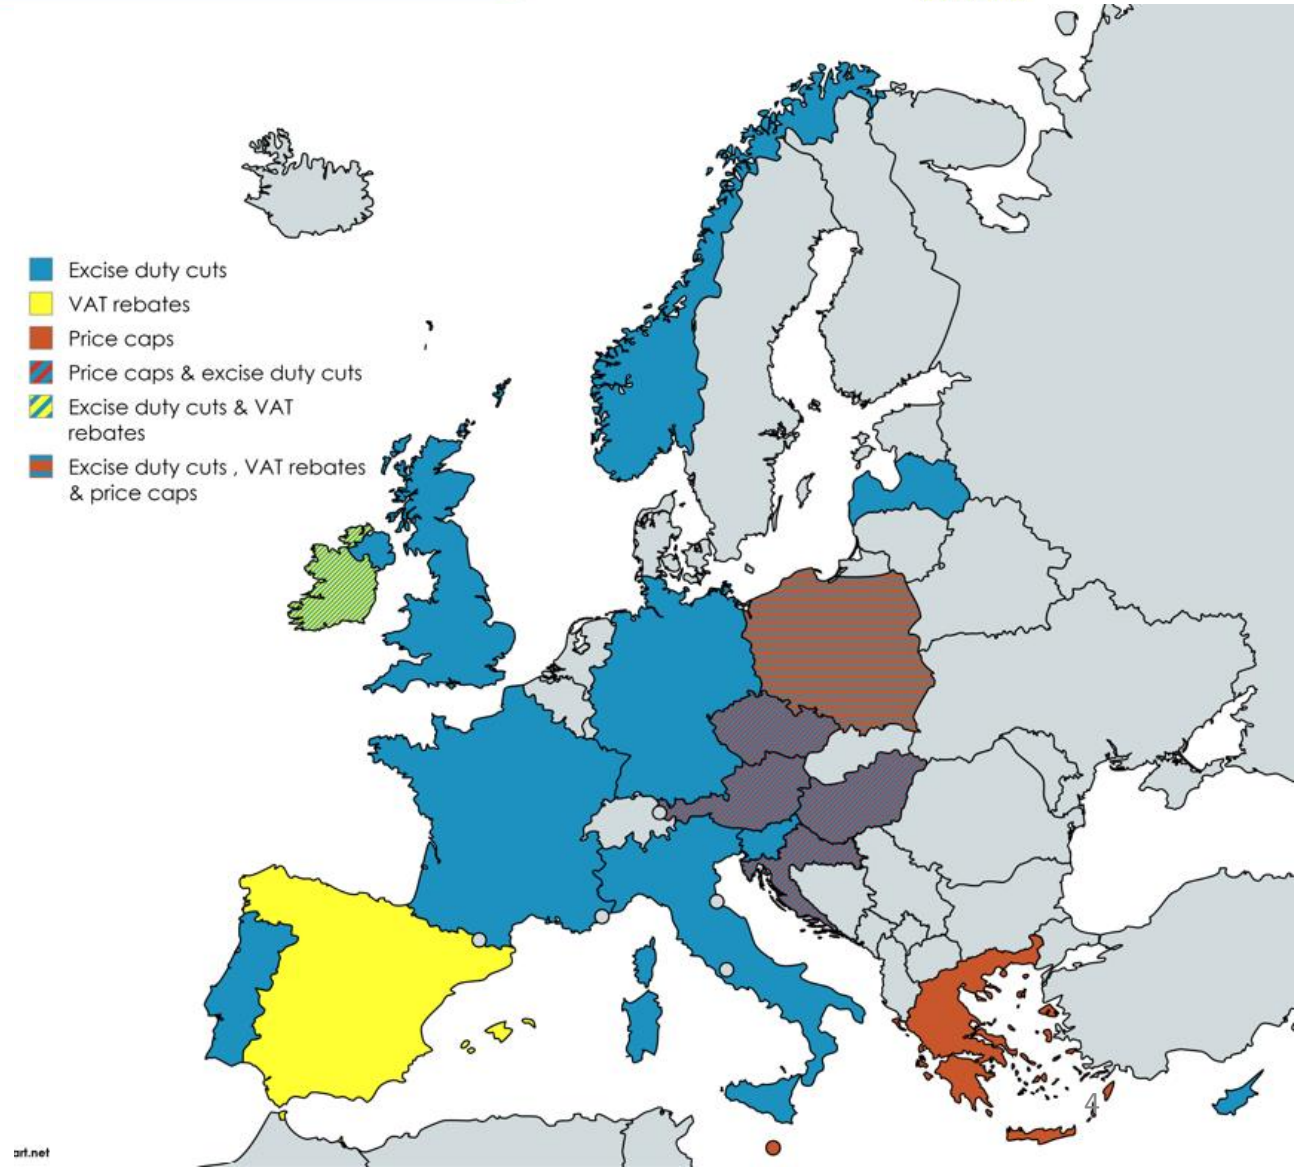 Excise duty cuts
VAT rebates
Price caps
Price caps & excise duty cuts
Excise duty cuts & VAT
rebates
Excise duty cuts , VAT rebates
& price caps
4
art.net